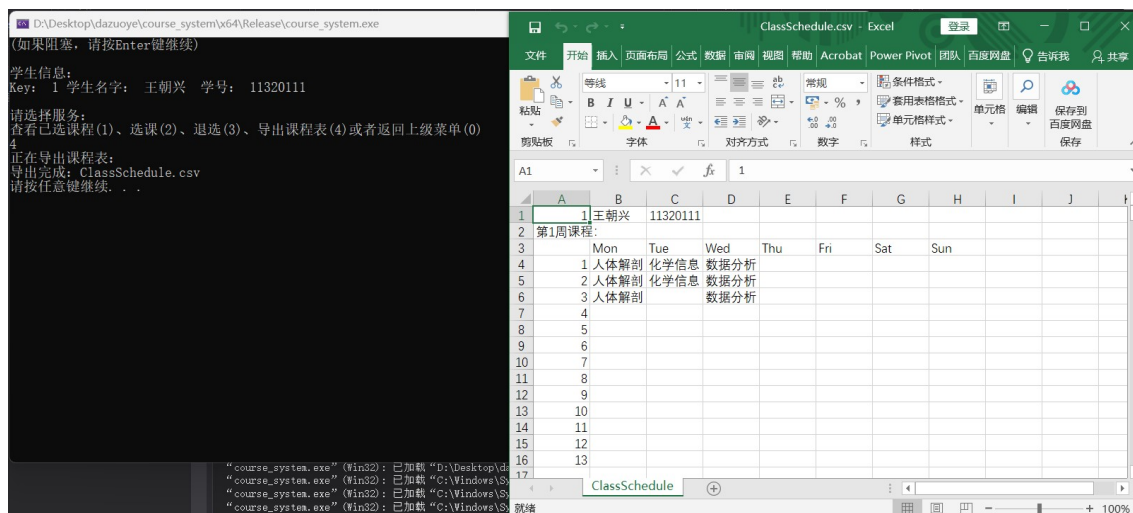 D:\Desktop\dazuoye\course_system\x64\Release\course_system.exe
(如果阻塞，请按Enter键继续)
学生信息：
Key： 1 学生名字： 王朝兴 学号： 11320111
请选择服务：
查看已选课程(1)、选课(2)、退选(3)、导出课程表(4)或者返回上级菜单(0)
4
正在导出课程表：
导出完成：ClassSchedule.csv
请按任意键继续. . .
"course_system.exe" (Win32)：已加载 "D:\Desktop\da
"course_system.exe" (Win32)：已加载 "C:\Windows\Sy
"course_system.exe" (Win32)：已加载 "C:\Windows\Sy
"course_system.exe" (Win32)：已加载 "C:\Windows\Sy
ClassSchedule.csv - Excel 登录
文件 开始 插入 页面布局 公式 数据 审阅 视图 帮助 Acrobat Power Pivot 团队 百度网盘 告诉我 共享
粘贴 等线 11 常规 条件格式 套用表格格式 单元格样式 单元格 编辑 保存到百度网盘
B I U A A A % ,
剪贴板 字体 对齐方式 数字 样式 保存
A1 fx 1
A B C D E F G H I J
1 1 王朝兴 11320111
2 第1周课程：
3 Mon Tue Wed Thu Fri Sat Sun
4 1 人体解剖 化学信息 数据分析
5 2 人体解剖 化学信息 数据分析
6 3 人体解剖 数据分析
7 4
8 5
9 6
10 7
11 8
12 9
13 10
14 11
15 12
16 13
17
ClassSchedule
就绪 100%